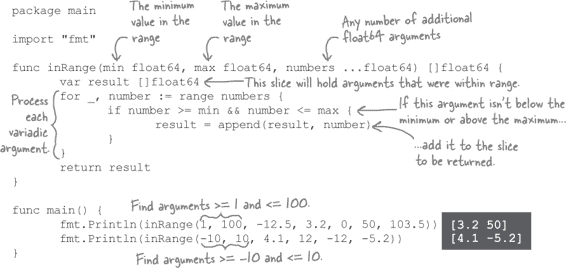 package main
The minimum value in the range
The maximum value in the range
Any number of additional float64 arguments
import "fmt"
func inRange(min float64, max float64, numbers ...float64) []float64 {
var result []float64
This slice will hold arguments that were within range.
Process each variadic argument.
for _, number := range numbers {
if number >= min && number <= max {
If this argument isn't below the minimum or above the maximum...
result = append(result, number)
...add it to the slice to be returned.
}
}
return result
}
Find arguments >= 1 and <= 100.
func main() {
fmt.Println(inRange(1, 100, -12.5, 3.2, 0, 50, 103.5))
[3.2 50]
fmt.Println(inRange(-10, 10, 4.1, 12, -12, -5.2))
[4.1 -5.2]
}
Find arguments >= -10 and <= 10.